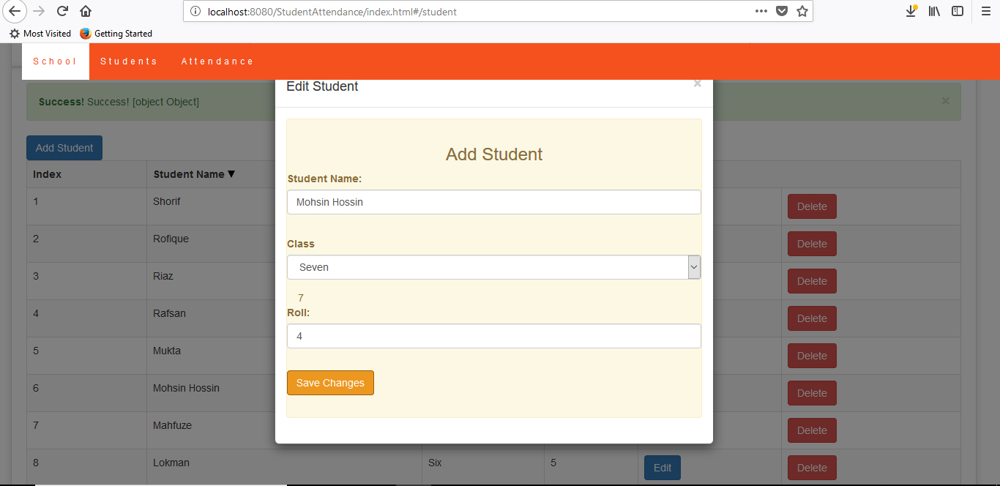 localhost:8080/StudentAttendance/index.html#/student
Most Visited Getting Started
School Students Attendance
Edit Student ×
Success! Success! [object Object] ×
Add Student
Add Student
Student Name:
Mohsin Hossin
Class
Seven
7
Roll:
4
Save Changes
Index Student Name ▼
1 Shorif Delete
2 Rofique Delete
3 Riaz Delete
4 Rafsan Delete
5 Mukta Delete
6 Mohsin Hossin Delete
7 Mahfuze Delete
8 Lokman Six 5 Edit Delete